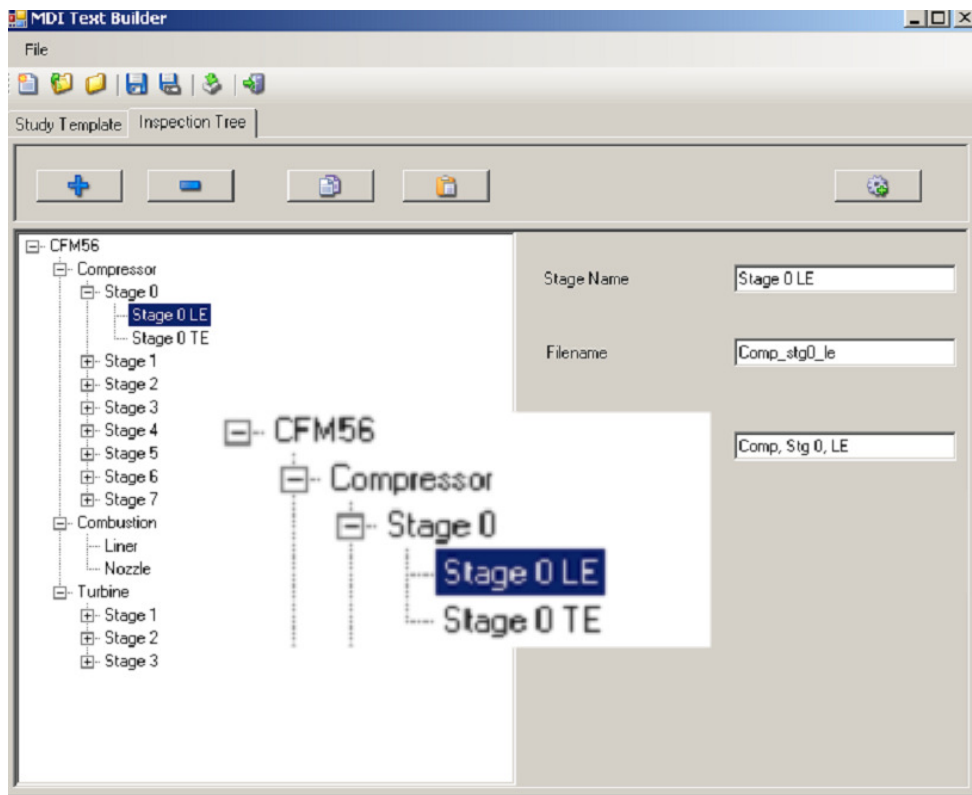 MDI Text Builder
File
Study Template Inspection Tree
CFM56
Compressor
Stage 0
Stage 0 LE
Stage 0 TE
Stage 1
Stage 2
Stage 3
Stage 4
Stage 5
Stage 6
Stage 7
Combustion
Liner
Nozzle
Turbine
Stage 1
Stage 2
Stage 3
CFM56
Compressor
Stage 0
Stage 0 LE
Stage 0 TE
Stage Name Stage 0 LE
Filename Comp_stg0_le
Comp, Stg 0, LE